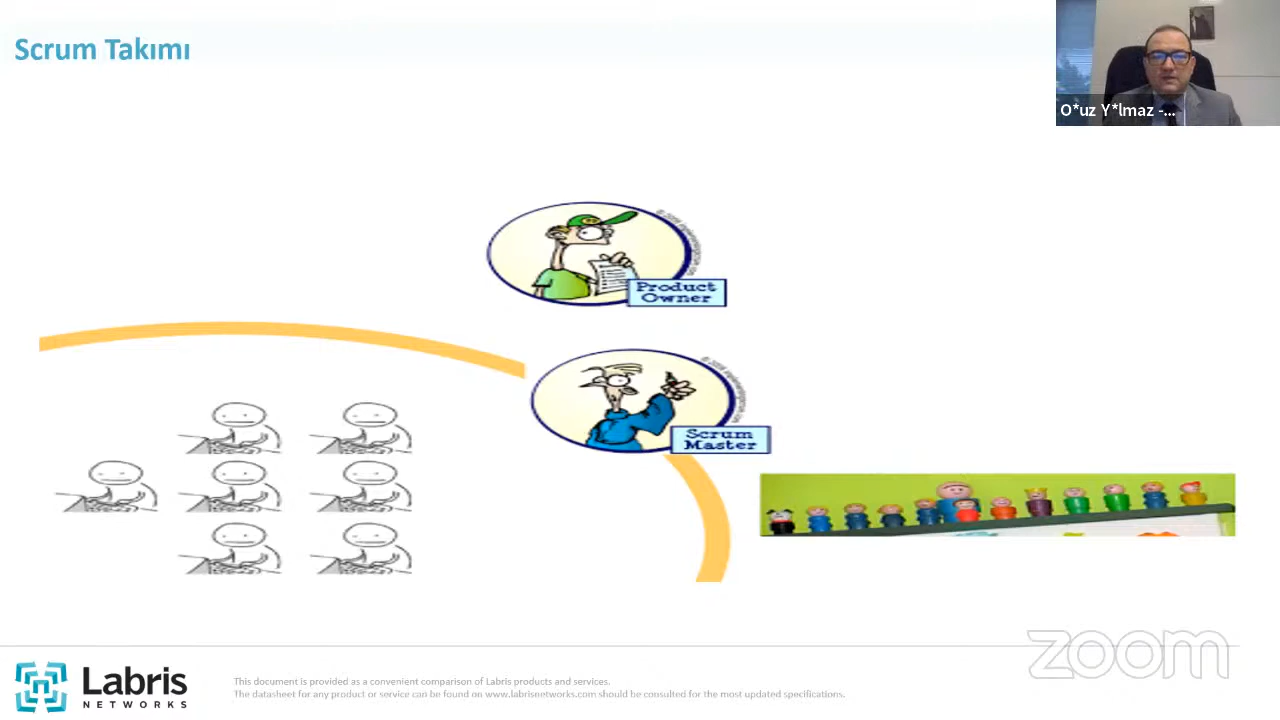 Scrum Takımı
O*uz Y*lmaz -...
Product
Owner
Scrum
Master
zoom
Labris
NETWORKS
This document is provided as a convenient comparison of Labris products and services.
The datasheet for any product or service can be found on www.labrisnetworks.com should be consulted for the most updated specifications.